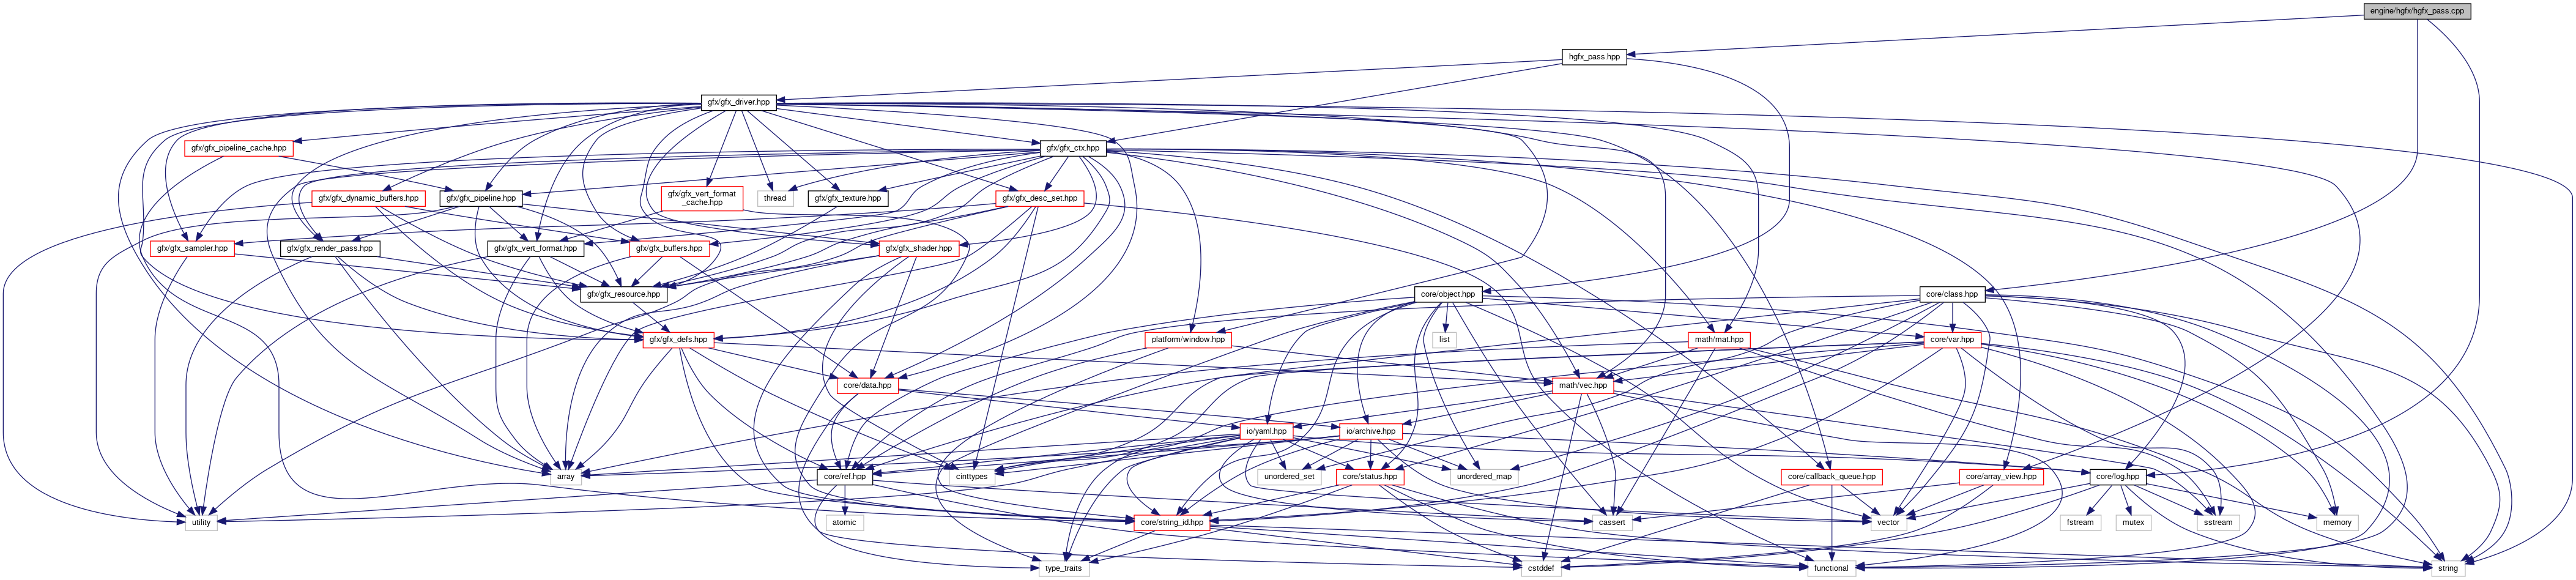 engine/hgfx/hgfx_pass.cpp
hgfx_pass.hpp
gfx/gfx_driver.hpp
gfx/gfx_pipeline_cache.hpp
gfx/gfx_ctx.hpp
gfx/gfx_dynamic_buffers.hpp
gfx/gfx_pipeline.hpp
gfx/gfx_vert_format
_cache.hpp
thread
gfx/gfx_texture.hpp
gfx/gfx_desc_set.hpp
gfx/gfx_sampler.hpp
gfx/gfx_render_pass.hpp
gfx/gfx_vert_format.hpp
gfx/gfx_buffers.hpp
gfx/gfx_shader.hpp
gfx/gfx_resource.hpp
core/object.hpp
core/class.hpp
gfx/gfx_defs.hpp
platform/window.hpp
list
math/mat.hpp
core/var.hpp
core/data.hpp
math/vec.hpp
io/yaml.hpp
io/archive.hpp
array
core/ref.hpp
cinttypes
unordered_set
core/status.hpp
unordered_map
core/callback_queue.hpp
core/array_view.hpp
core/log.hpp
utility
atomic
core/string_id.hpp
cassert
vector
fstream
mutex
sstream
memory
type_traits
cstddef
functional
string